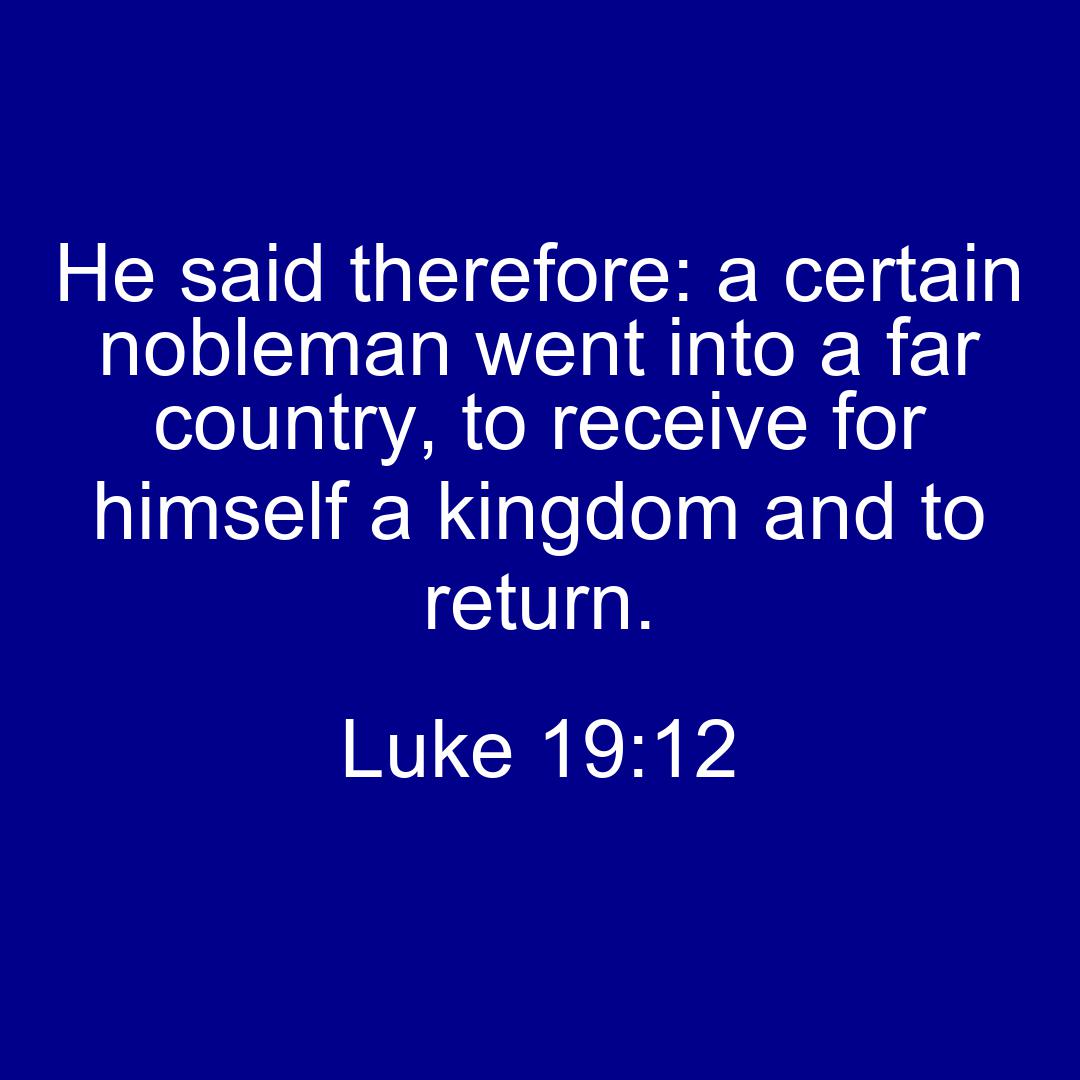 He said therefore: a certain
nobleman went into a far
country, to receive for
himself a kingdom and to
return.
Luke 19:12